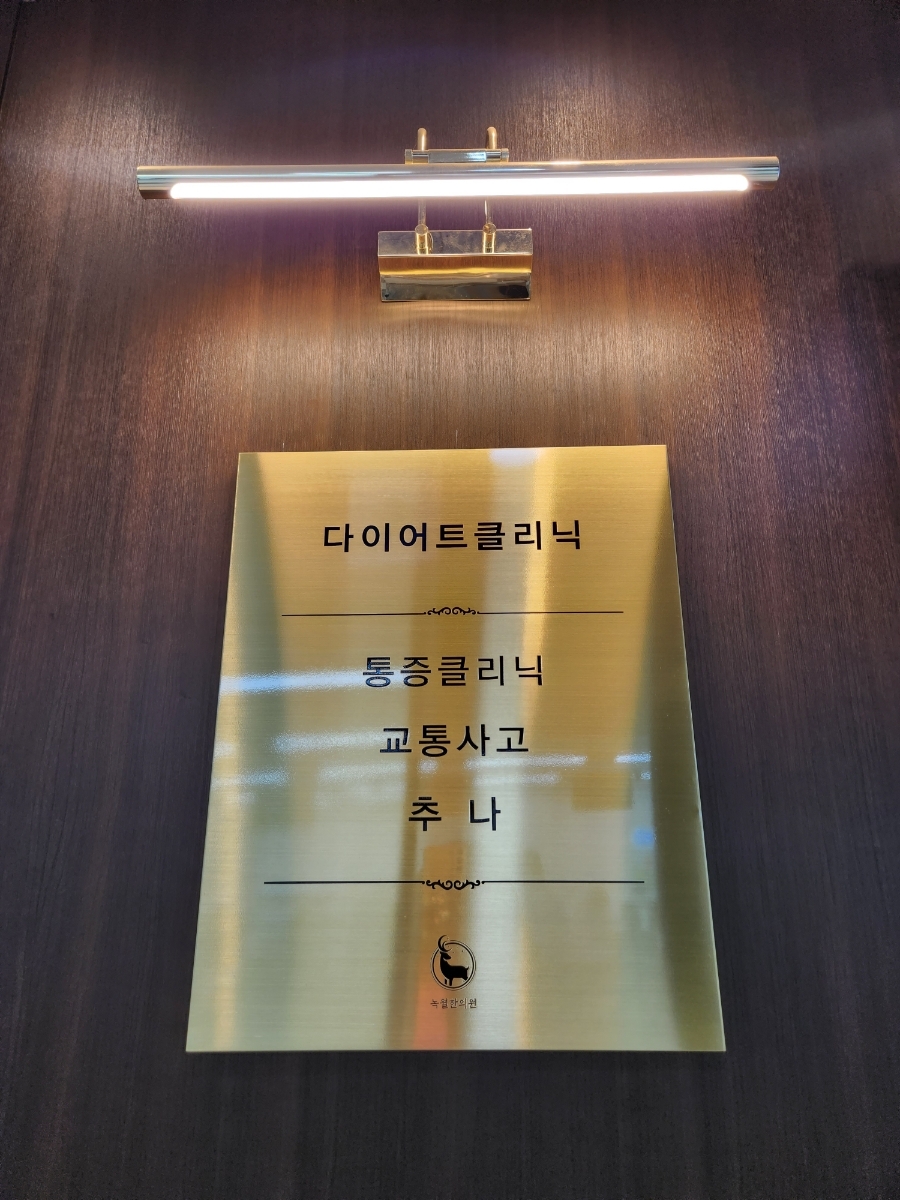 다이어트클리닉
통증클리닉
교통사고
추 나
녹월한의원